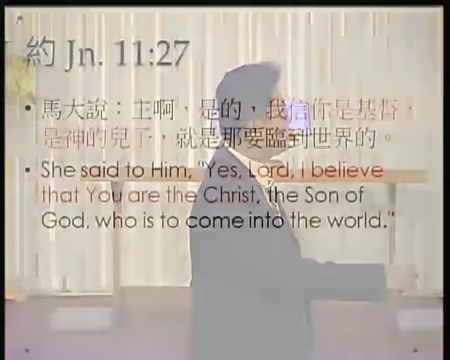 約 Jn. 11:27
• 馬大說：主啊，是的，我信你是基督，
是神的兒子，就是那要臨到世界的。
• She said to Him, "Yes, Lord, I believe
that You are the Christ, the Son of
God, who is to come into the world."